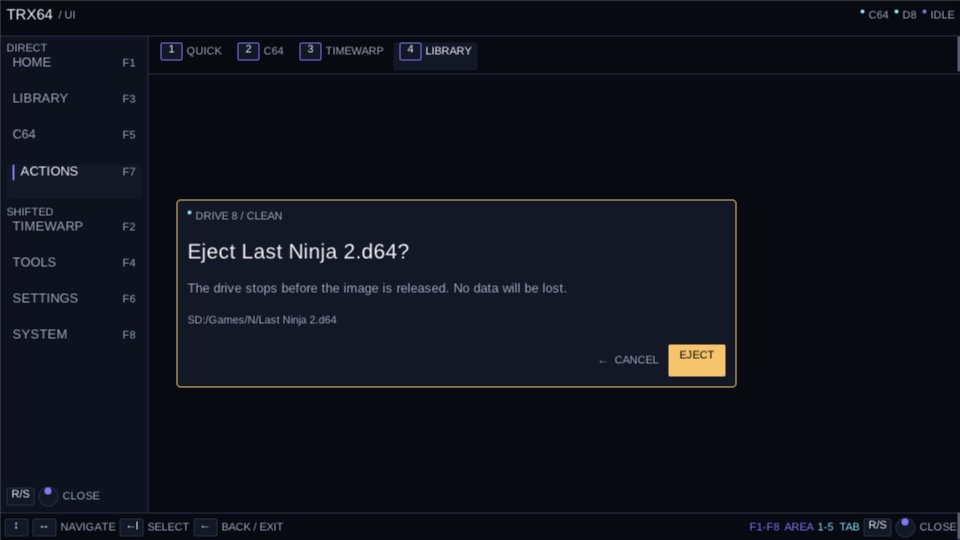 TRX64 / UI
C64 D8 IDLE
DIRECT
HOME F1
LIBRARY F3
C64 F5
ACTIONS F7
SHIFTED
TIMEWARP F2
TOOLS F4
SETTINGS F6
SYSTEM F8
R/S CLOSE
1 QUICK 2 C64 3 TIMEWARP 4 LIBRARY
DRIVE 8 / CLEAN
Eject Last Ninja 2.d64?
The drive stops before the image is released. No data will be lost.
SD:/Games/N/Last Ninja 2.d64
← CANCEL EJECT
↕ ↔ NAVIGATE ←I SELECT ← BACK / EXIT
F1-F8 AREA 1-5 TAB R/S CLOSE